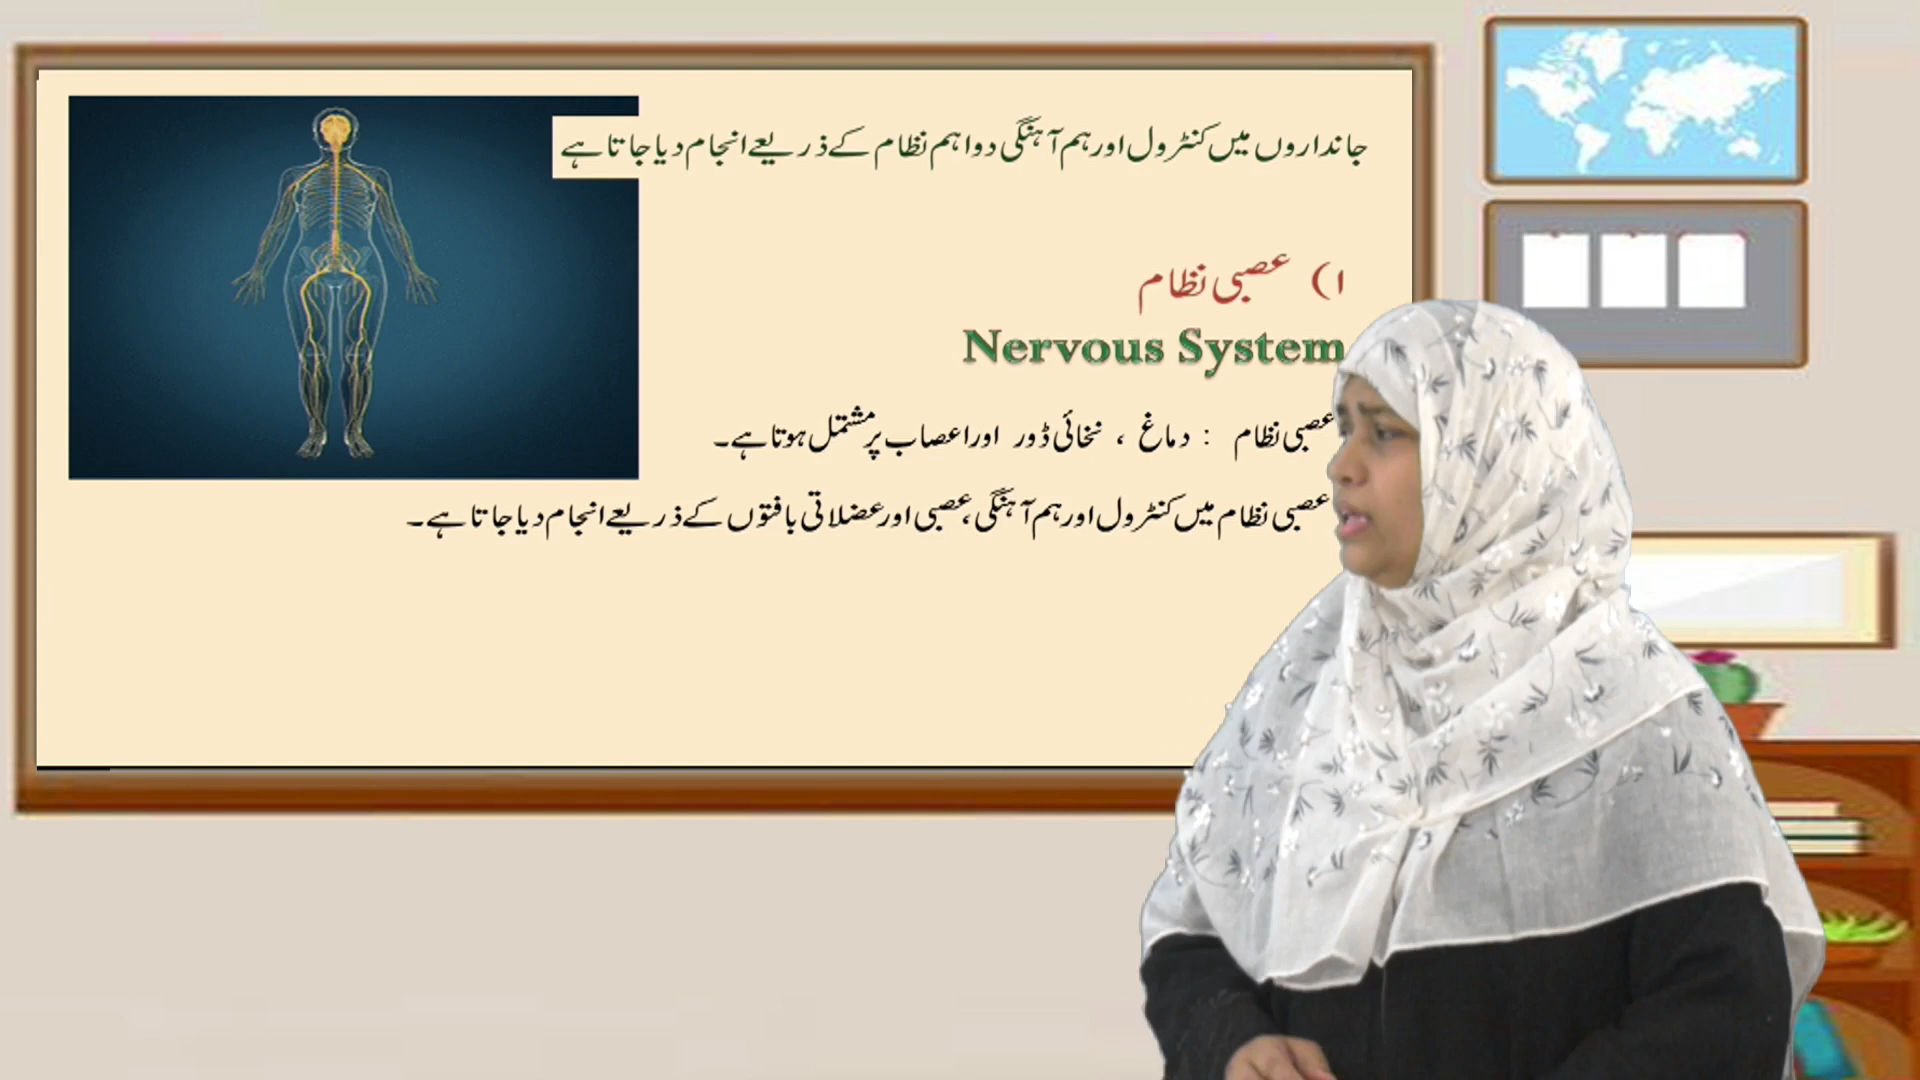 جانداروں میں کنٹرول اور ہم آہنگی دو اہم نظام کے ذریعے انجام دیا جاتا ہے
۱) عصبی نظام
Nervous System
عصبی نظام : دماغ ، نخائی ڈور اور اعصاب پر مشتمل ہوتا ہے۔
عصبی نظام میں کنٹرول اور ہم آہنگی ،عصبی اور عضلاتی بافتوں کے ذریعے انجام دیا جاتا ہے۔